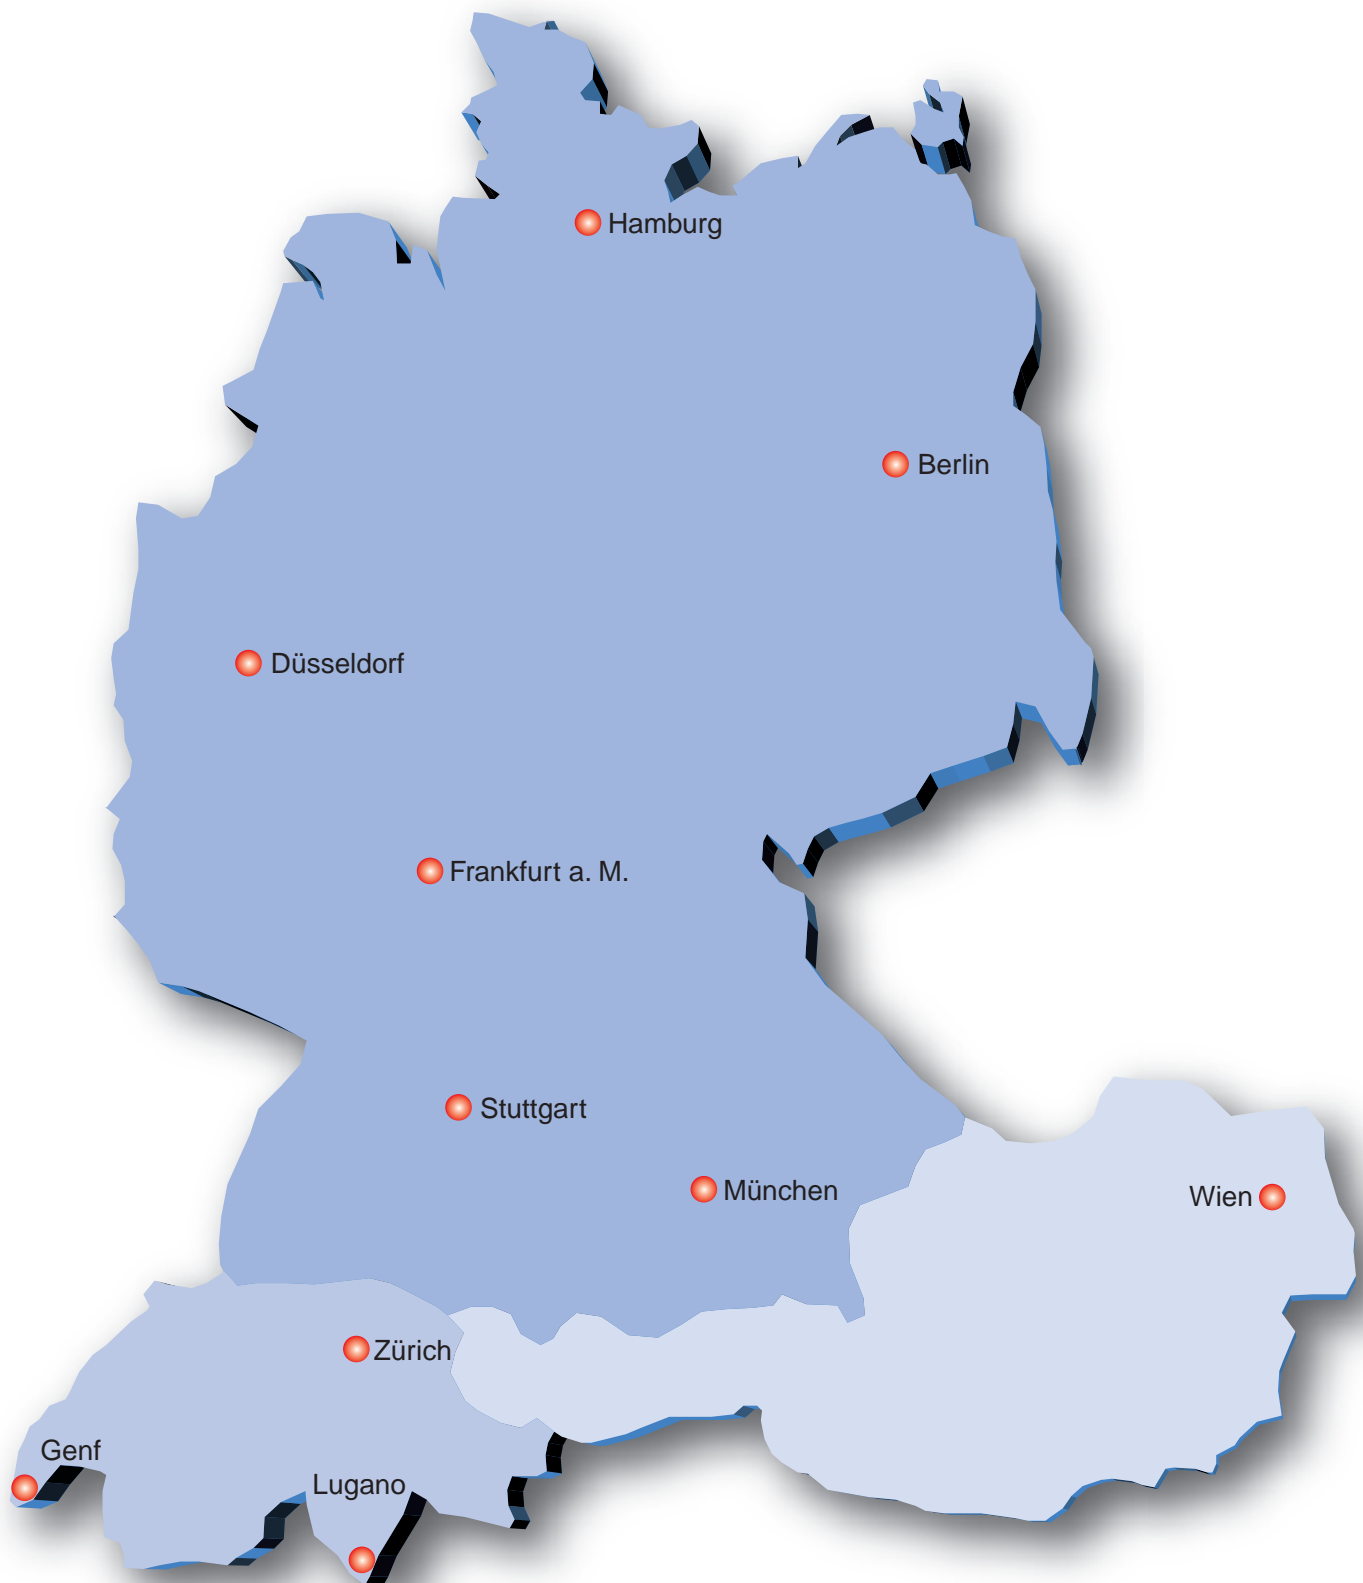 Hamburg
Berlin
Düsseldorf
Frankfurt a. M.
Stuttgart
München
Wien
Zürich
Genf
Lugano